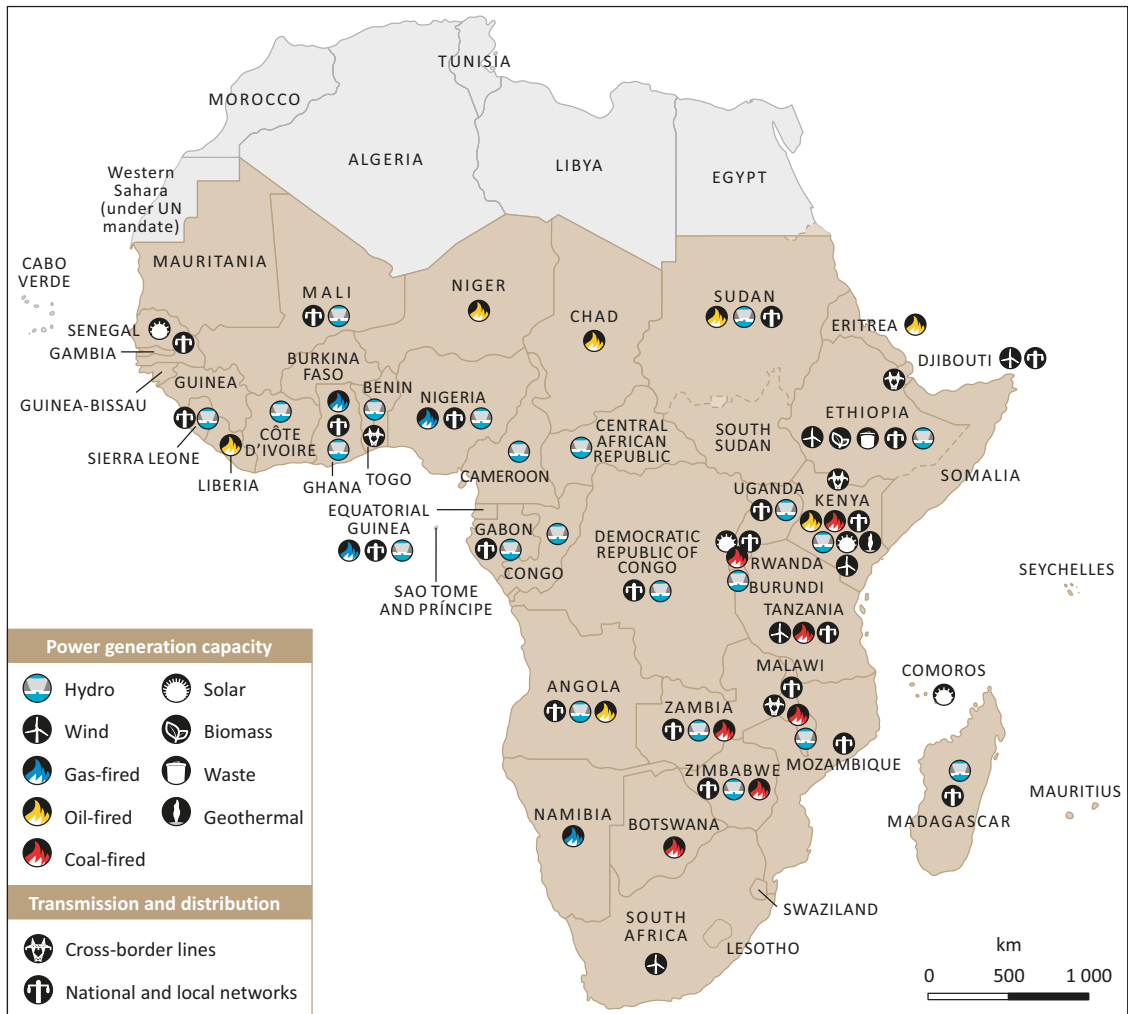 TUNISIA
MOROCCO
ALGERIA
LIBYA
EGYPT
Western
Sahara
(under UN
mandate)
CABO
VERDE
MAURITANIA
MALI
NIGER
CHAD
SUDAN
ERITREA
DJIBOUTI
SENEGAL
GAMBIA
GUINEA-BISSAU
GUINEA
BURKINA
FASO
BENIN
NIGERIA
SIERRA LEONE
LIBERIA
CÔTE
D'IVOIRE
GHANA
TOGO
CAMEROON
CENTRAL
AFRICAN
REPUBLIC
SOUTH
SUDAN
ETHIOPIA
SOMALIA
EQUATORIAL
GUINEA
GABON
CONGO
SAO TOME
AND PRÍNCIPE
DEMOCRATIC
REPUBLIC OF
CONGO
UGANDA
KENYA
RWANDA
BURUNDI
TANZANIA
SEYCHELLES
COMOROS
MALAWI
ANGOLA
ZAMBIA
MOZAMBIQUE
ZIMBABWE
NAMIBIA
BOTSWANA
MADAGASCAR
MAURITIUS
SWAZILAND
SOUTH
AFRICA
LESOTHO
Power generation capacity
Hydro
Solar
Wind
Biomass
Gas-fired
Waste
Oil-fired
Geothermal
Coal-fired
Transmission and distribution
Cross-border lines
National and local networks
km
0 500 1 000